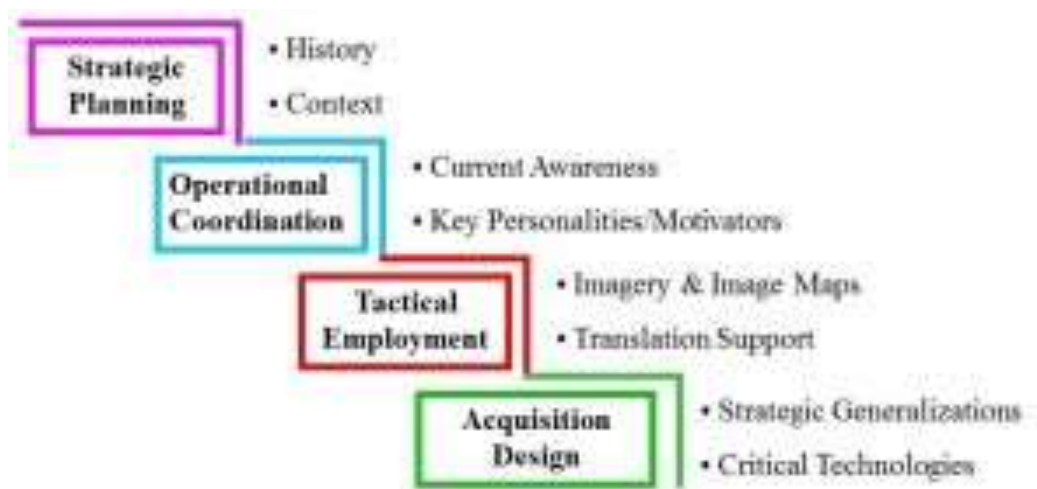 Strategic
Planning
• History
• Context
Operational
Coordination
• Current Awareness
• Key Personalities/Motivators
Tactical
Employment
• Imagery & Image Maps
• Translation Support
Acquisition
Design
• Strategic Generalizations
• Critical Technologies